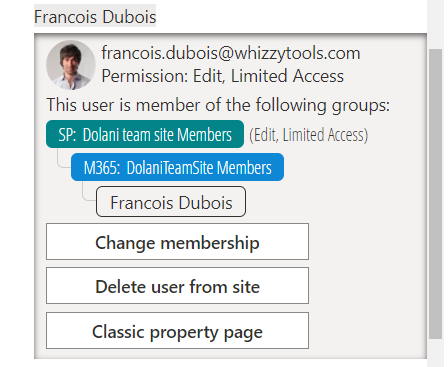 Francois Dubois
francois.dubois@whizzytools.com
Permission: Edit, Limited Access
This user is member of the following groups:
SP: Dolani team site Members (Edit, Limited Access)
M365: DolaniTeamSite Members
Francois Dubois
Change membership
Delete user from site
Classic property page